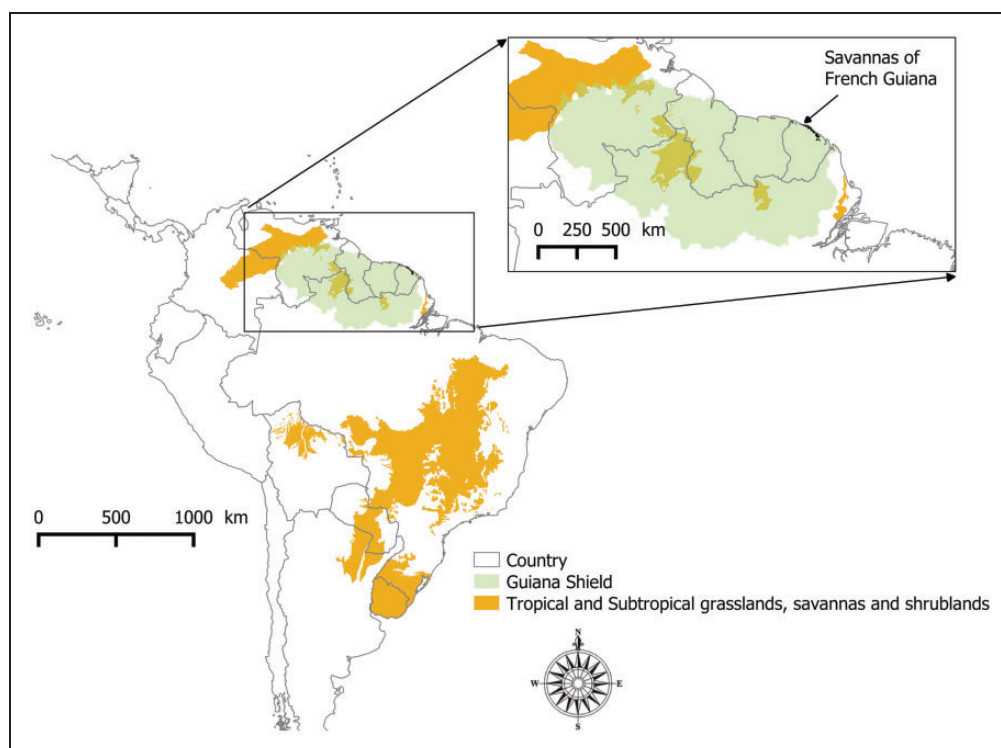 Savannas of
French Guiana
0 250 500 km
0 500 1000 km
Country
Guiana Shield
Tropical and Subtropical grasslands, savannas and shrublands
N
W E
S